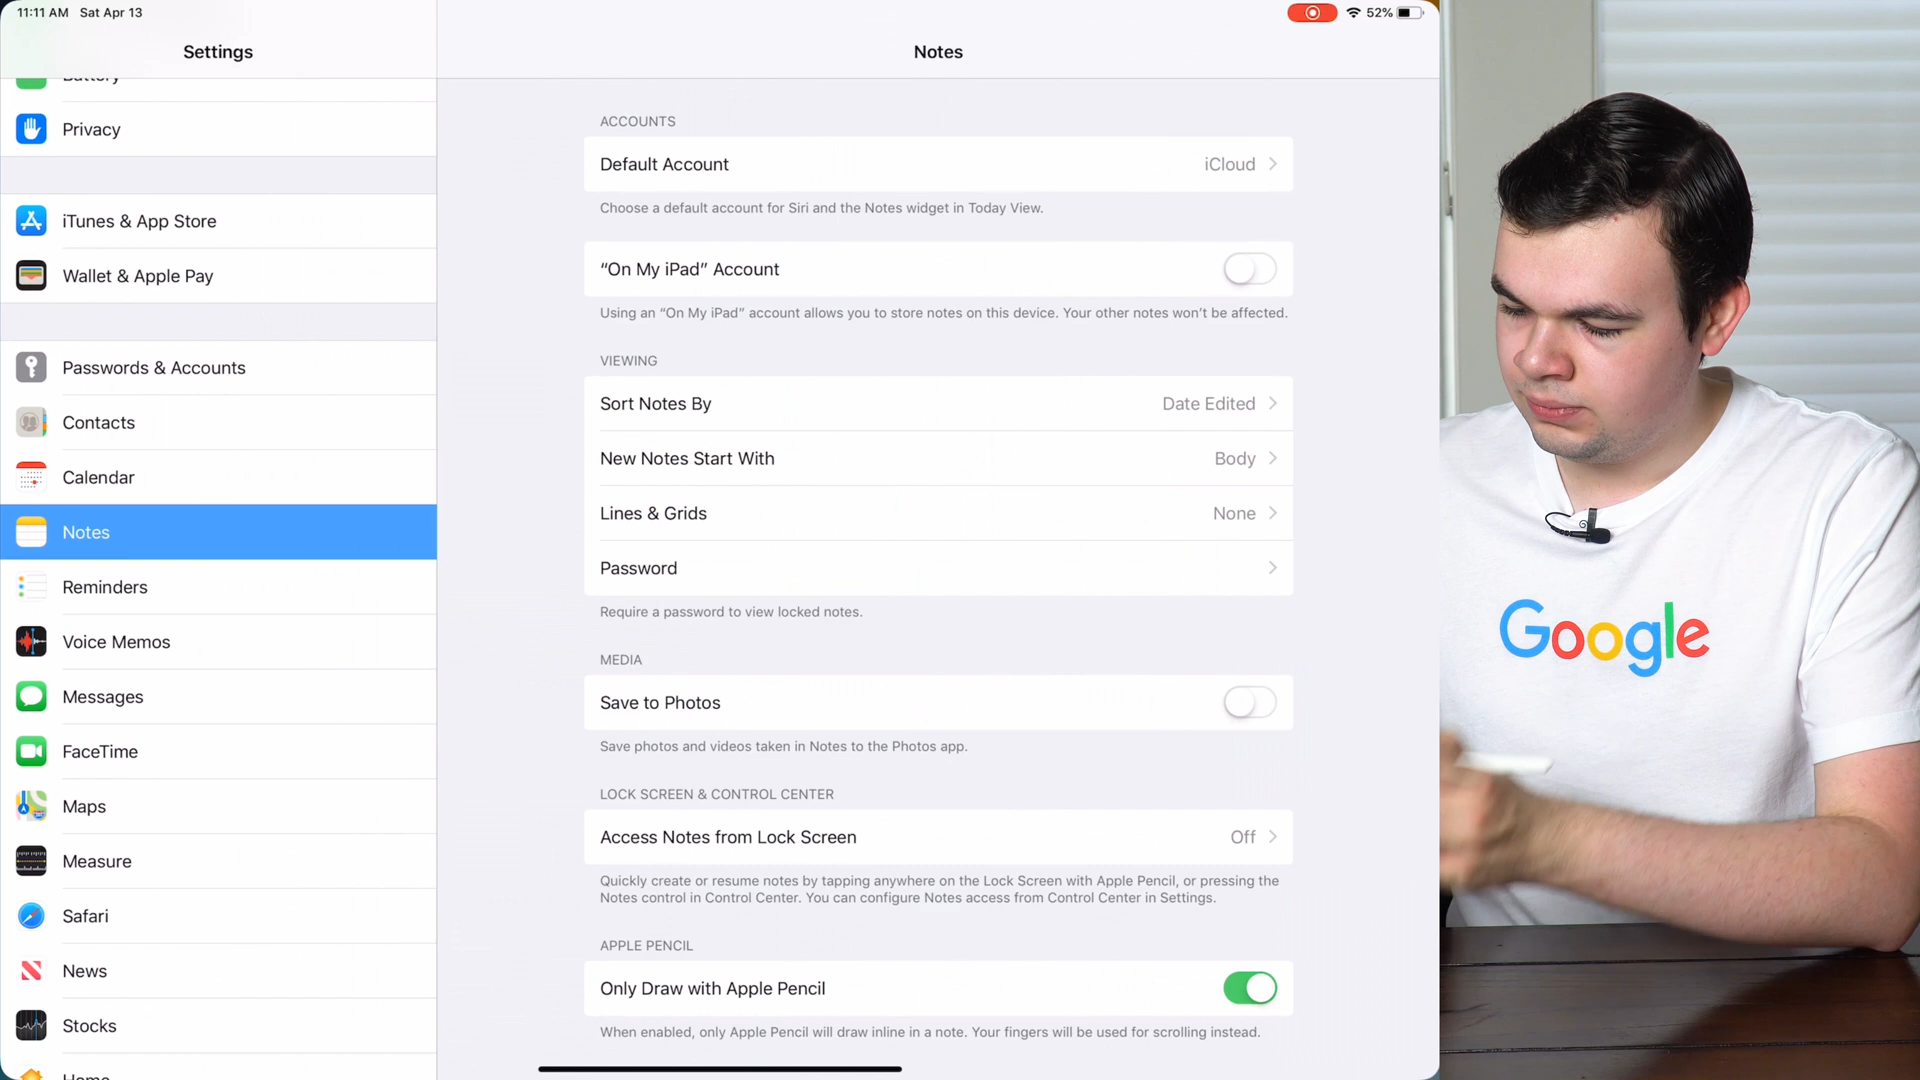 11:11 AM Sat Apr 13
52%
Settings
Notes
Battery
Privacy
iTunes & App Store
Wallet & Apple Pay
Passwords & Accounts
Contacts
Calendar
Notes
Reminders
Voice Memos
Messages
FaceTime
Maps
Measure
Safari
News
Stocks
Home
ACCOUNTS
Default Account iCloud
Choose a default account for Siri and the Notes widget in Today View.
“On My iPad” Account
Using an “On My iPad” account allows you to store notes on this device. Your other notes won’t be affected.
VIEWING
Sort Notes By Date Edited
New Notes Start With Body
Lines & Grids None
Password
Require a password to view locked notes.
MEDIA
Save to Photos
Save photos and videos taken in Notes to the Photos app.
LOCK SCREEN & CONTROL CENTER
Access Notes from Lock Screen Off
Quickly create or resume notes by tapping anywhere on the Lock Screen with Apple Pencil, or pressing the
Notes control in Control Center. You can configure Notes access from Control Center in Settings.
APPLE PENCIL
Only Draw with Apple Pencil
When enabled, only Apple Pencil will draw inline in a note. Your fingers will be used for scrolling instead.
Google